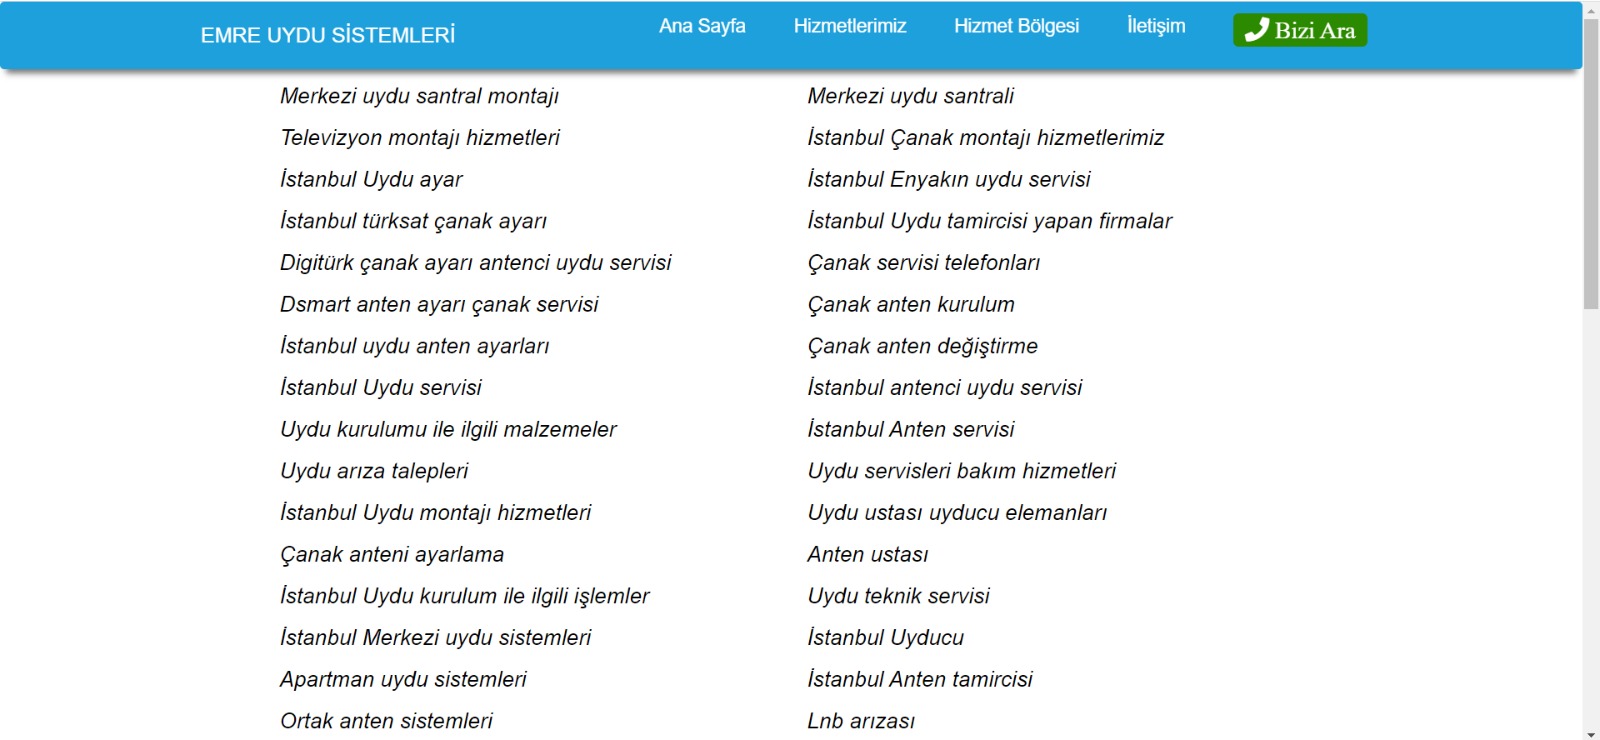 EMRE UYDU SİSTEMLERİ
Ana Sayfa
Hizmetlerimiz
Hizmet Bölgesi
İletişim
Bizi Ara
Merkezi uydu santral montajı
Televizyon montajı hizmetleri
İstanbul Uydu ayar
İstanbul türksat çanak ayarı
Digitürk çanak ayarı antenci uydu servisi
Dsmart anten ayarı çanak servisi
İstanbul uydu anten ayarları
İstanbul Uydu servisi
Uydu kurulumu ile ilgili malzemeler
Uydu arıza talepleri
İstanbul Uydu montajı hizmetleri
Çanak anteni ayarlama
İstanbul Uydu kurulum ile ilgili işlemler
İstanbul Merkezi uydu sistemleri
Apartman uydu sistemleri
Ortak anten sistemleri
Merkezi uydu santrali
İstanbul Çanak montajı hizmetlerimiz
İstanbul Enyakın uydu servisi
İstanbul Uydu tamircisi yapan firmalar
Çanak servisi telefonları
Çanak anten kurulum
Çanak anten değiştirme
İstanbul antenci uydu servisi
İstanbul Anten servisi
Uydu servisleri bakım hizmetleri
Uydu ustası uyducu elemanları
Anten ustası
Uydu teknik servisi
İstanbul Uyducu
İstanbul Anten tamircisi
Lnb arızası